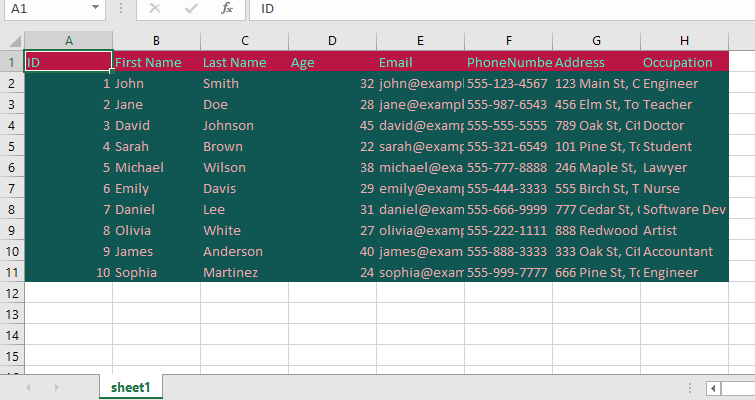 A1 fx ID
A B C D E F G H
1 ID First Name Last Name Age Email PhoneNumbe Address Occupation
2 1 John Smith 32 john@exampl 555-123-4567 123 Main St, C Engineer
3 2 Jane Doe 28 jane@exampl 555-987-6543 456 Elm St, To Teacher
4 3 David Johnson 45 david@examp 555-555-5555 789 Oak St, Cit Doctor
5 4 Sarah Brown 22 sarah@examp 555-321-6549 101 Pine St, To Student
6 5 Michael Wilson 38 michael@exa 555-777-8888 246 Maple St, Lawyer
7 6 Emily Davis 29 emily@examp 555-444-3333 555 Birch St, T Nurse
8 7 Daniel Lee 31 daniel@exam 555-666-9999 777 Cedar St, Software Dev
9 8 Olivia White 27 olivia@examp 555-222-1111 888 Redwood Artist
10 9 James Anderson 40 james@exam 555-888-3333 333 Oak St, Cit Accountant
11 10 Sophia Martinez 24 sophia@exam 555-999-7777 666 Pine St, To Engineer
12
13
14
15
sheet1